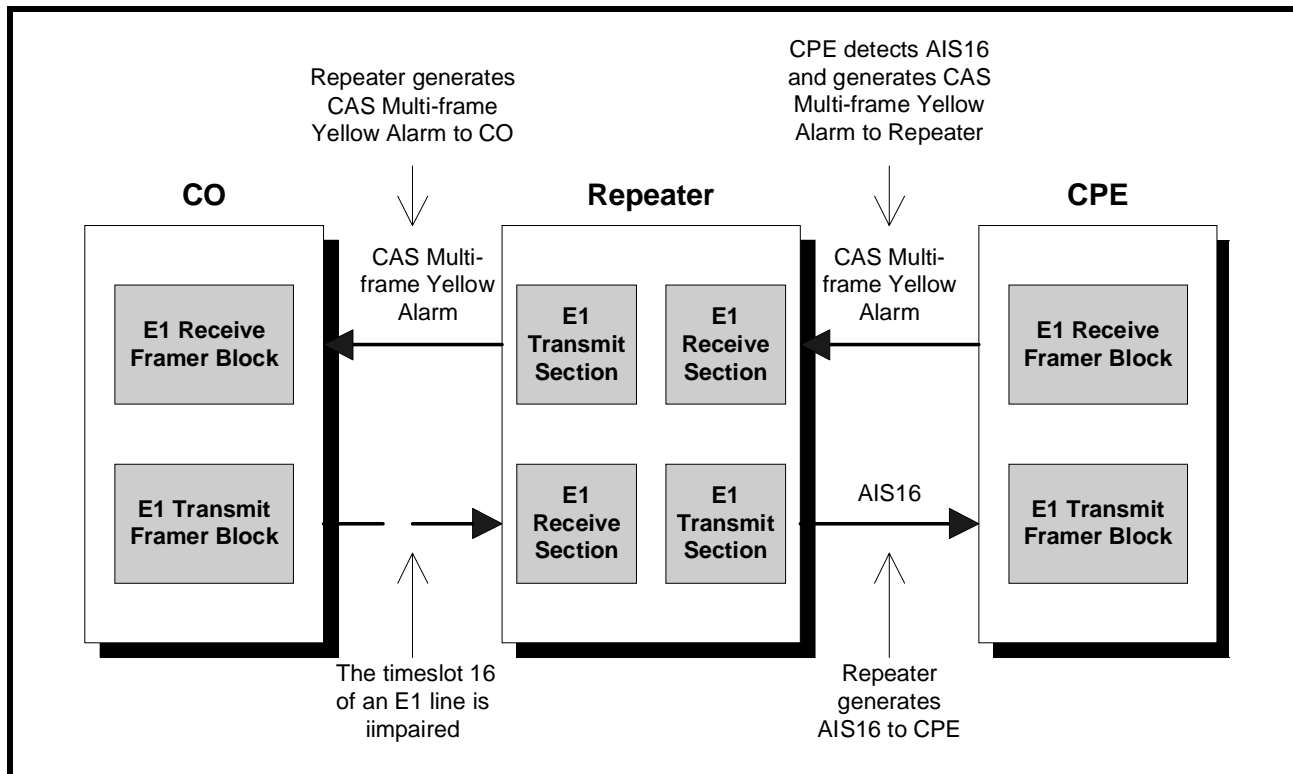 Repeater generates
CAS Multi-frame
Yellow Alarm to CO
CPE detects AIS16
and generates CAS
Multi-frame Yellow
Alarm to Repeater
CO
Repeater
CPE
CAS Multi-
frame Yellow
Alarm
CAS Multi-
frame Yellow
Alarm
E1 Receive
Framer Block
E1
Transmit
Section
E1
Receive
Section
E1 Receive
Framer Block
E1 Transmit
Framer Block
E1
Receive
Section
E1
Transmit
Section
AIS16
E1 Transmit
Framer Block
The timeslot 16
of an E1 line is
iimpaired
Repeater
generates
AIS16 to CPE